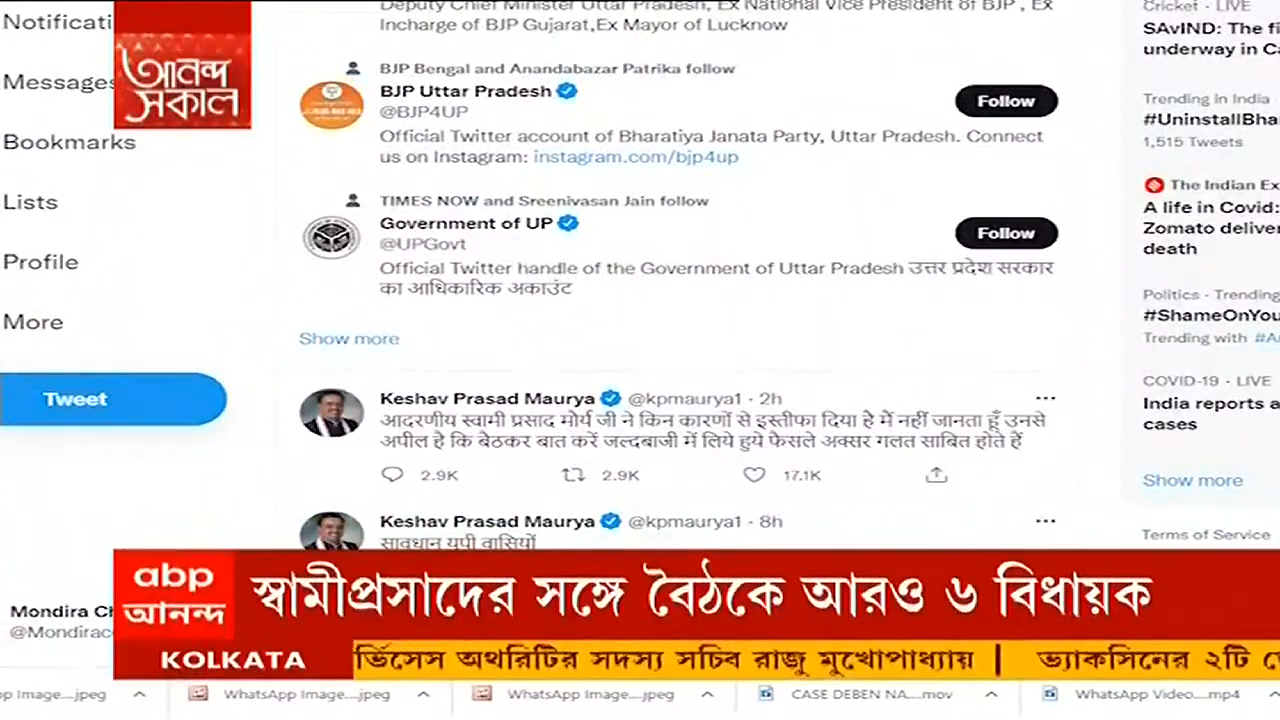 Deputy Chief Minister Uttar Pradesh, Ex National Vice President of BJP , Ex
Incharge of BJP Gujarat,Ex Mayor of Lucknow
Messages
Bookmarks
Lists
Profile
More
Tweet
আনন্দ
সকাল
BJP Bengal and Anandabazar Patrika follow
BJP Uttar Pradesh
@BJP4UP
Follow
Official Twitter account of Bharatiya Janata Party, Uttar Pradesh. Connect
us on Instagram: instagram.com/bjp4up
TIMES NOW and Sreenivasan Jain follow
Government of UP
@UPGovt
Follow
Official Twitter handle of the Government of Uttar Pradesh उत्तर प्रदेश सरकार
का आधिकारिक अकाउंट
Show more
Keshav Prasad Maurya @kpmaurya1 · 2h
आदरणीय स्वामी प्रसाद मौर्य जी ने किन कारणों से इस्तीफा दिया है मैं नहीं जानता हूँ उनसे
अपील है कि बैठकर बात करें जल्दबाजी में लिये हुये फैसले अक्सर गलत साबित होते हैं
2.9K 2.9K 17.1K
Keshav Prasad Maurya @kpmaurya1 · 8h
सावधान यूपी वासियों
Cricket · LIVE
SAvIND: The
underway in
Trending in India
1,515 Tweets
The Indian
A life in Covid:
Zomato
death
Politics · Trending
Trending with
COVID-19 · LIVE
India reports a
cases
Show more
Terms of Service
Mondira
abp
আনন্দ
স্বামীপ্রসাদের সঙ্গে বৈঠকে আরও ৬ বিধায়ক
KOLKATA
র্ভিসেস অথরিটির সদস্য সচিব রাজু মুখোপাধ্যায় | ভ্যাকসিনের ২টি
Image....jpeg WhatsApp Image....jpeg WhatsApp Image....jpeg CASE DEBEN NA....mov WhatsApp Video....mp4